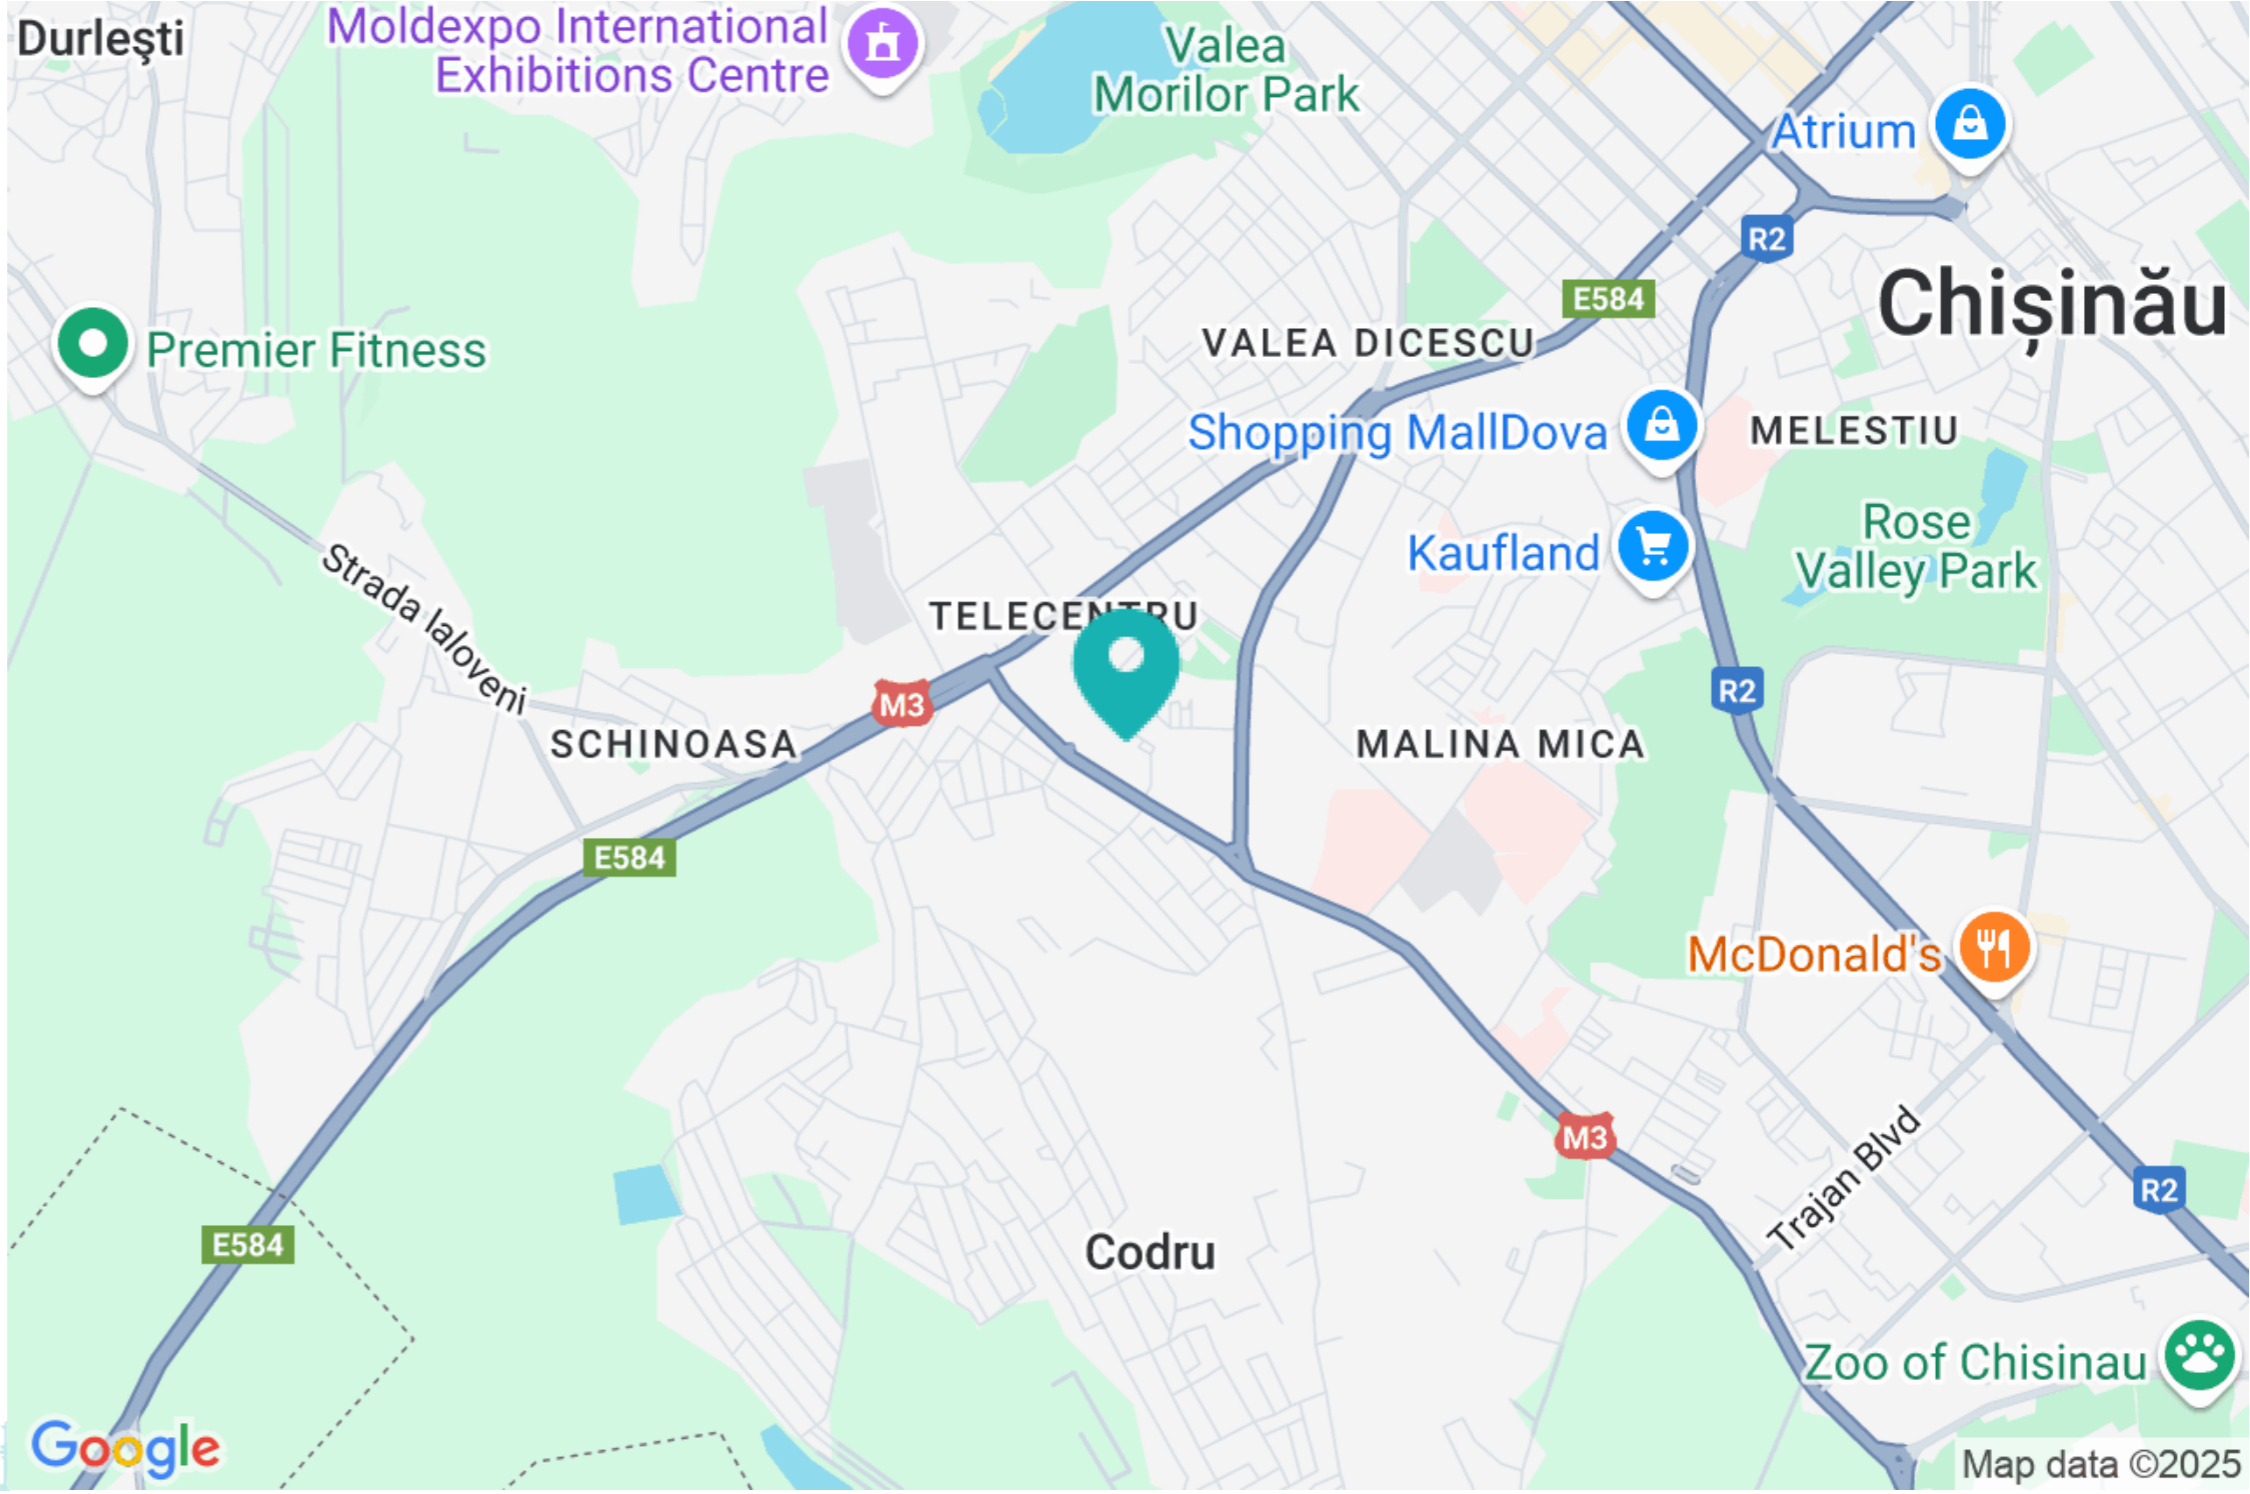 Durleşti
Moldexpo International
Exhibitions Centre
Valea
Morilor Park
Atrium
R2
Chișinău
E584
VALEA DICESCU
Premier Fitness
Shopping MallDova
MELESTIU
Rose
Valley Park
Kaufland
Strada Ialoveni
TELECENTRU
M3
R2
SCHINOASA
MALINA MICA
E584
McDonald's
M3
Trajan Blvd
R2
E584
Codru
Zoo of Chisinau
Google
Map data ©2025